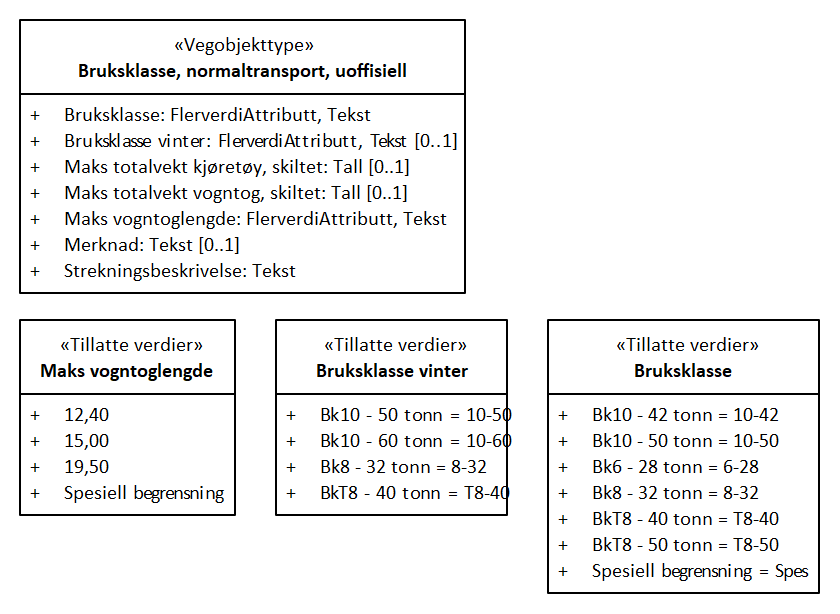 «Vegobjekttype»
Bruksklasse, normaltransport, uoffisiell
+ Bruksklasse: FlerverdiAttributt, Tekst
+ Bruksklasse vinter: FlerverdiAttributt, Tekst [0..1]
+ Maks totalvekt kjøretøy, skiltet: Tall [0..1]
+ Maks totalvekt vogntog, skiltet: Tall [0..1]
+ Maks vogntoglengde: FlerverdiAttributt, Tekst
+ Merknad: Tekst [0..1]
+ Strekningsbeskrivelse: Tekst
«Tillatte verdier»
Maks vogntoglengde
+ 12,40
+ 15,00
+ 19,50
+ Spesiell begrensning
«Tillatte verdier»
Bruksklasse vinter
+ Bk10 - 50 tonn = 10-50
+ Bk10 - 60 tonn = 10-60
+ Bk8 - 32 tonn = 8-32
+ BkT8 - 40 tonn = T8-40
«Tillatte verdier»
Bruksklasse
+ Bk10 - 42 tonn = 10-42
+ Bk10 - 50 tonn = 10-50
+ Bk6 - 28 tonn = 6-28
+ Bk8 - 32 tonn = 8-32
+ BkT8 - 40 tonn = T8-40
+ BkT8 - 50 tonn = T8-50
+ Spesiell begrensning = Spes